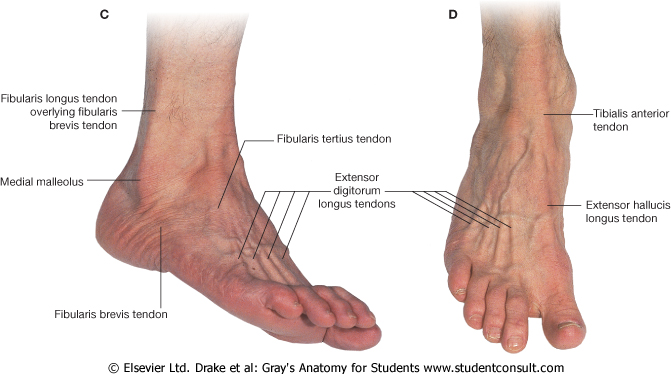 C
D
Fibularis longus tendon
overlying fibularis
brevis tendon
Fibularis tertius tendon
Medial malleolus
Extensor
digitorum
longus tendons
Tibialis anterior
tendon
Extensor hallucis
longus tendon
Fibularis brevis tendon
© Elsevier Ltd. Drake et al: Gray's Anatomy for Students www.studentconsult.com